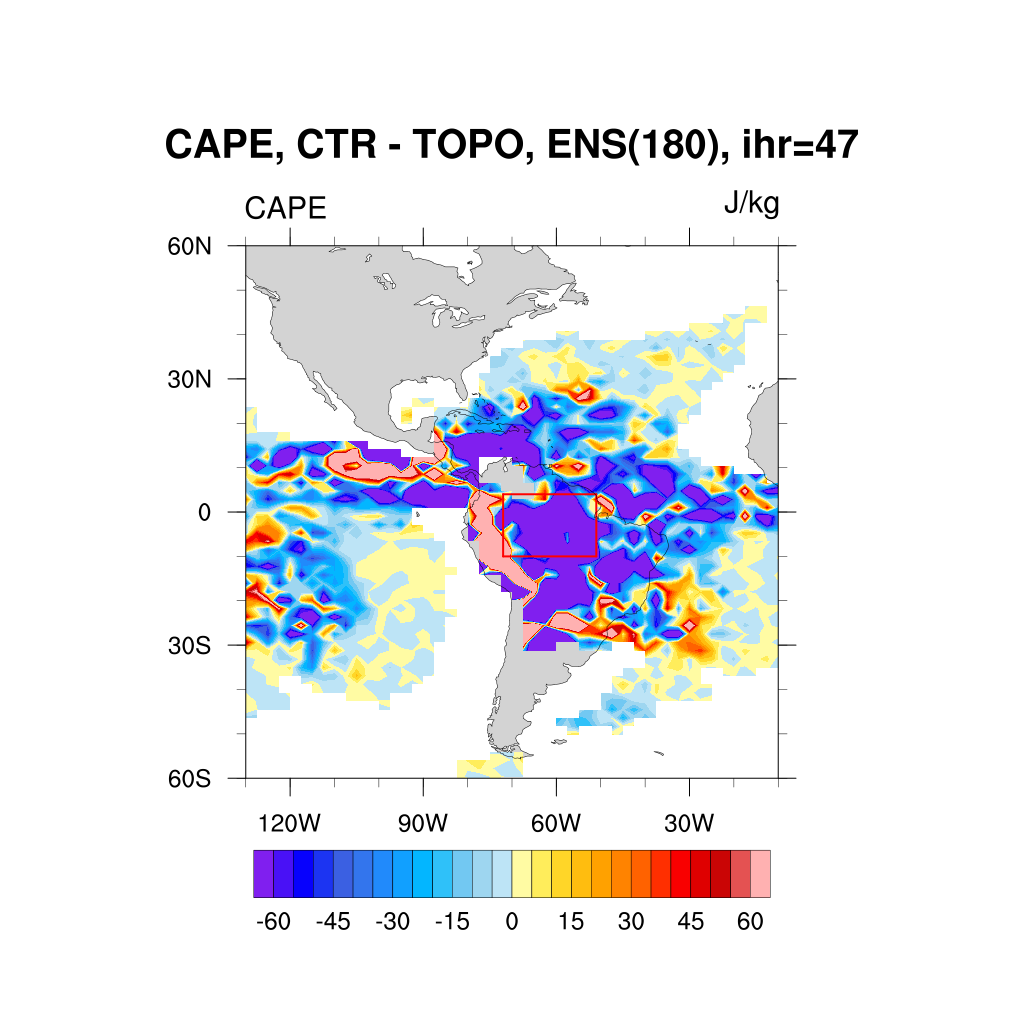 CAPE, CTR - TOPO, ENS(180), ihr=47
CAPE J/kg
60N
30N
0
30S
60S
120W 90W 60W 30W
-60 -45 -30 -15 0 15 30 45 60